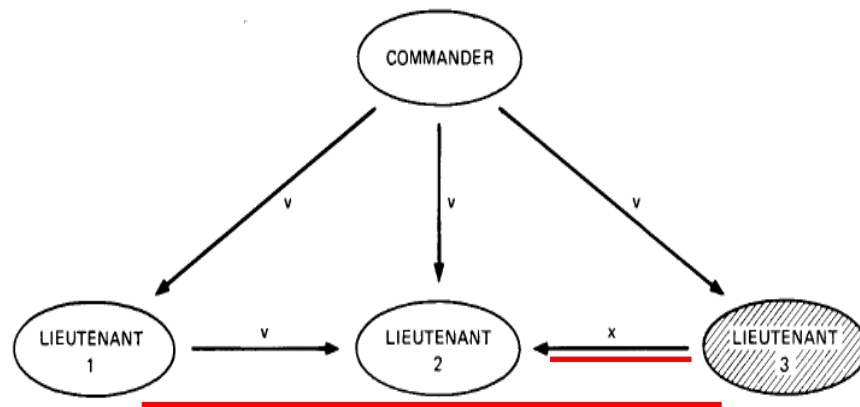 COMMANDER
v
v
v
LIEUTENANT
1
v
LIEUTENANT
2
x
LIEUTENANT
3